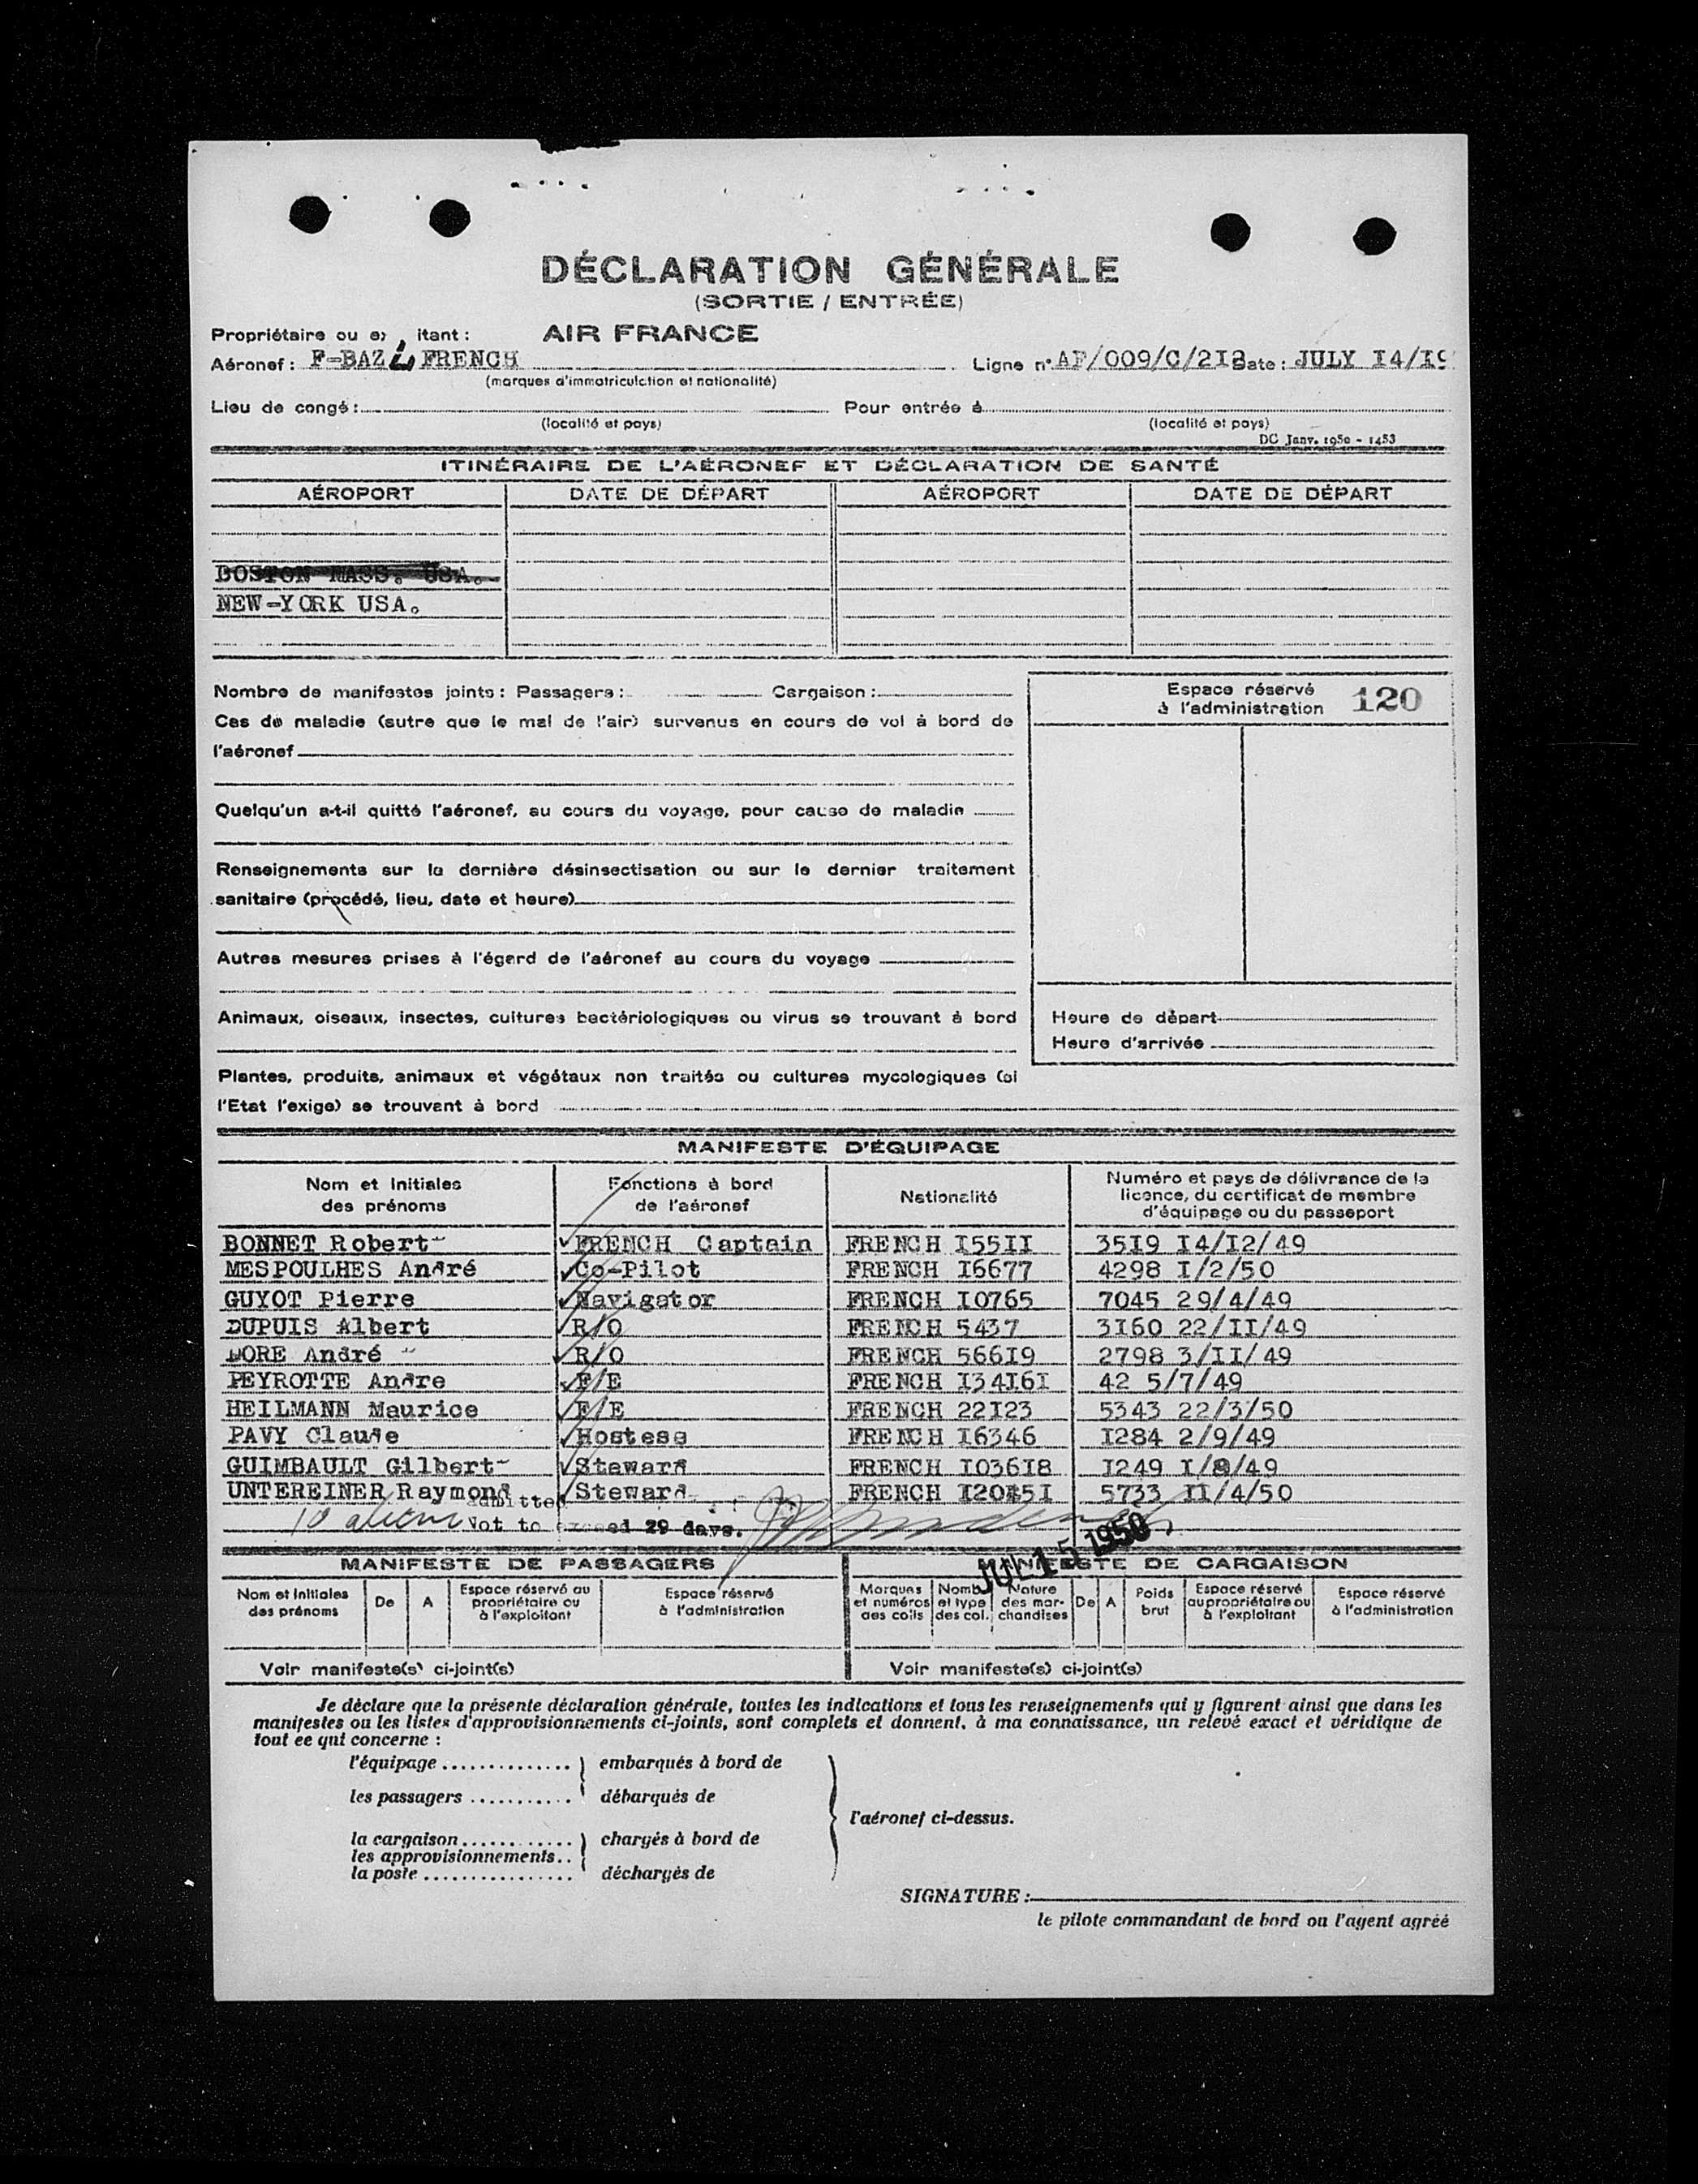 DÉCLARATION GÉNÉRALE
(SORTIE / ENTRÉE)
Propriétaire ou ex itant : AIR FRANCE
Aéronef : F-BAZL FRENCH Ligne n° AF/009/C/212 Date : JULY I4/I9
(marques d'immatriculction et nationalité)
Lieu de congé : Pour entrée à
(localité et pays) (localité et pays)
DC Janv. 1950 - 1453
ITINÉRAIRE DE L'AÉRONEF ET DÉCLARATION DE SANTÉ
AÉROPORT DATE DE DÉPART AÉROPORT DATE DE DÉPART
BOSTON MASS. USA.
NEW-YORK USA.
Nombre de manifestes joints : Passagers : Cargaison :
Espace réservé à l'administration 120
Cas de maladie (autre que le mal de l'air) survenus en cours de vol à bord de
l'aéronef
Quelqu'un a-t-il quitté l'aéronef, au cours du voyage, pour cause de maladie
Renseignements sur la dernière désinsectisation ou sur le dernier traitement
sanitaire (procédé, lieu, date et heure)
Autres mesures prises à l'égard de l'aéronef au cours du voyage
Animaux, oiseaux, insectes, cultures bactériologiques ou virus se trouvant à bord
Heure de départ
Heure d'arrivée
Plantes, produits, animaux et végétaux non traités ou cultures mycologiques (si
l'Etat l'exige) se trouvant à bord
MANIFESTE D'ÉQUIPAGE
Nom et Initiales des prénoms Fonctions à bord de l'aéronef Nationalité Numéro et pays de délivrance de la licence, du certificat de membre d'équipage ou du passeport
BONNET Robert FRENCH Captain FRENCH I55II 35I9 I4/I2/49
MESPOULHES André Co-Pilot FRENCH I6677 4298 I/2/50
GUYOT Pierre Navigator FRENCH I0765 7045 29/4/49
DUPUIS Albert R/O FRENCH 5437 3I60 22/II/49
DORE André R/O FRENCH 566I9 2798 3/II/49
PEYROTTE Andre F/E FRENCH I34I6I 42 5/7/49
HEILMANN Maurice F/E FRENCH 22I23 5343 22/3/50
PAVY Claude Hostess FRENCH I6346 I284 2/9/49
GUIMBAULT Gilbert Steward FRENCH I036I8 I249 I/8/49
UNTEREINER Raymond Steward FRENCH I20451 5733 II/4/50
10 aliens admitted
Not to exceed 29 days.
JUL 15 1950
MANIFESTE DE PASSAGERS MANIFESTE DE CARGAISON
Nom et Initiales des prénoms De A Espace réservé au propriétaire ou à l'exploitant Espace réservé à l'administration Marques et numéros des colis Nomb et type des col. Nature des mar- chandises De A Poids brut Espace réservé au propriétaire ou à l'exploitant Espace réservé à l'administration
Voir manifeste(s) ci-joint(s) Voir manifeste(s) ci-joint(s)
Je déclare que la présente déclaration générale, toutes les indications et tous les renseignements qui y figurent ainsi que dans les
manifestes ou les listes d'approvisionnements ci-joints, sont complets et donnent, à ma connaissance, un relevé exact et véridique de
tout ce qui concerne :
l'équipage .............. embarqués à bord de
les passagers ........... débarqués de
l'aéronef ci-dessus.
la cargaison............ chargés à bord de
les approvisionnements..
la poste ................ déchargés de
SIGNATURE :
le pilote commandant de bord ou l'agent agréé